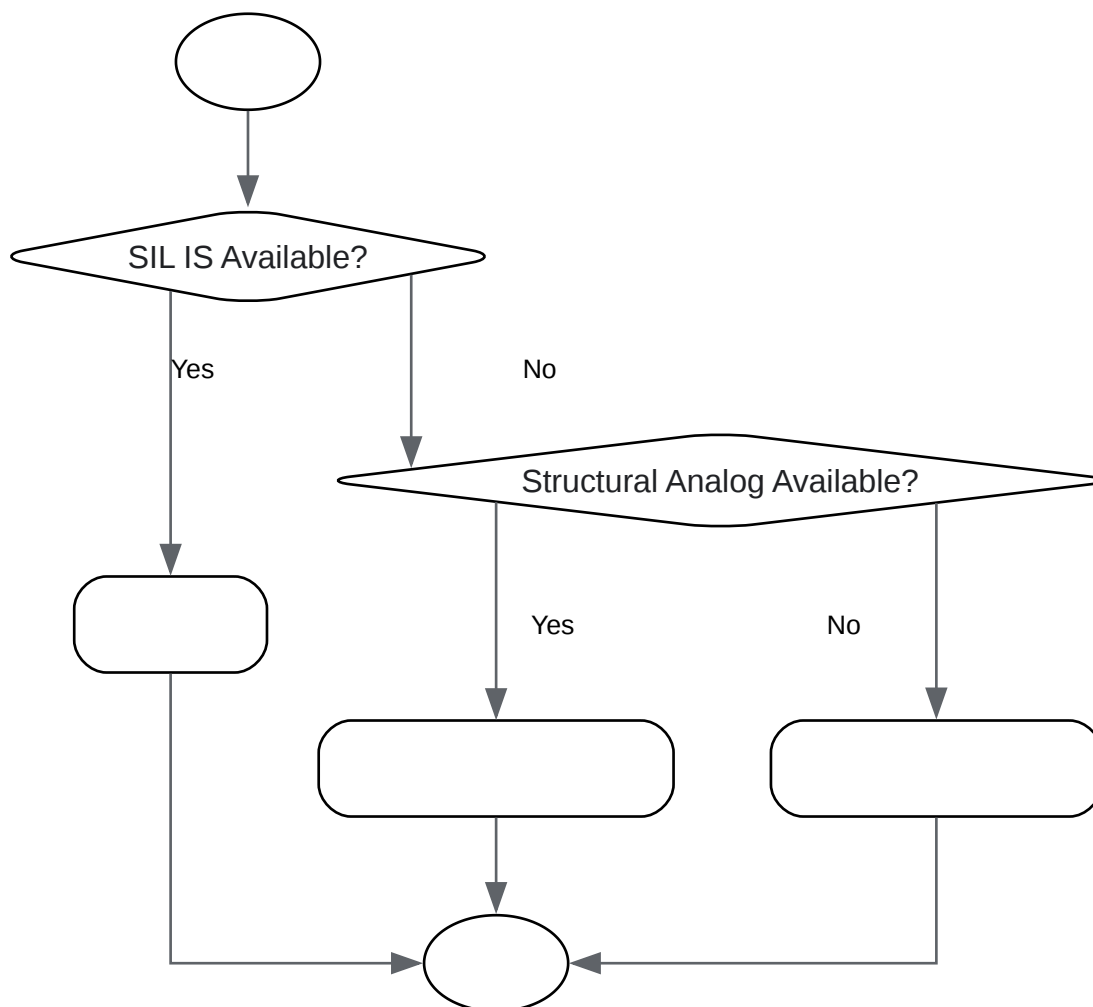 SIL IS Available?
Yes
No
Structural Analog Available?
Yes
No